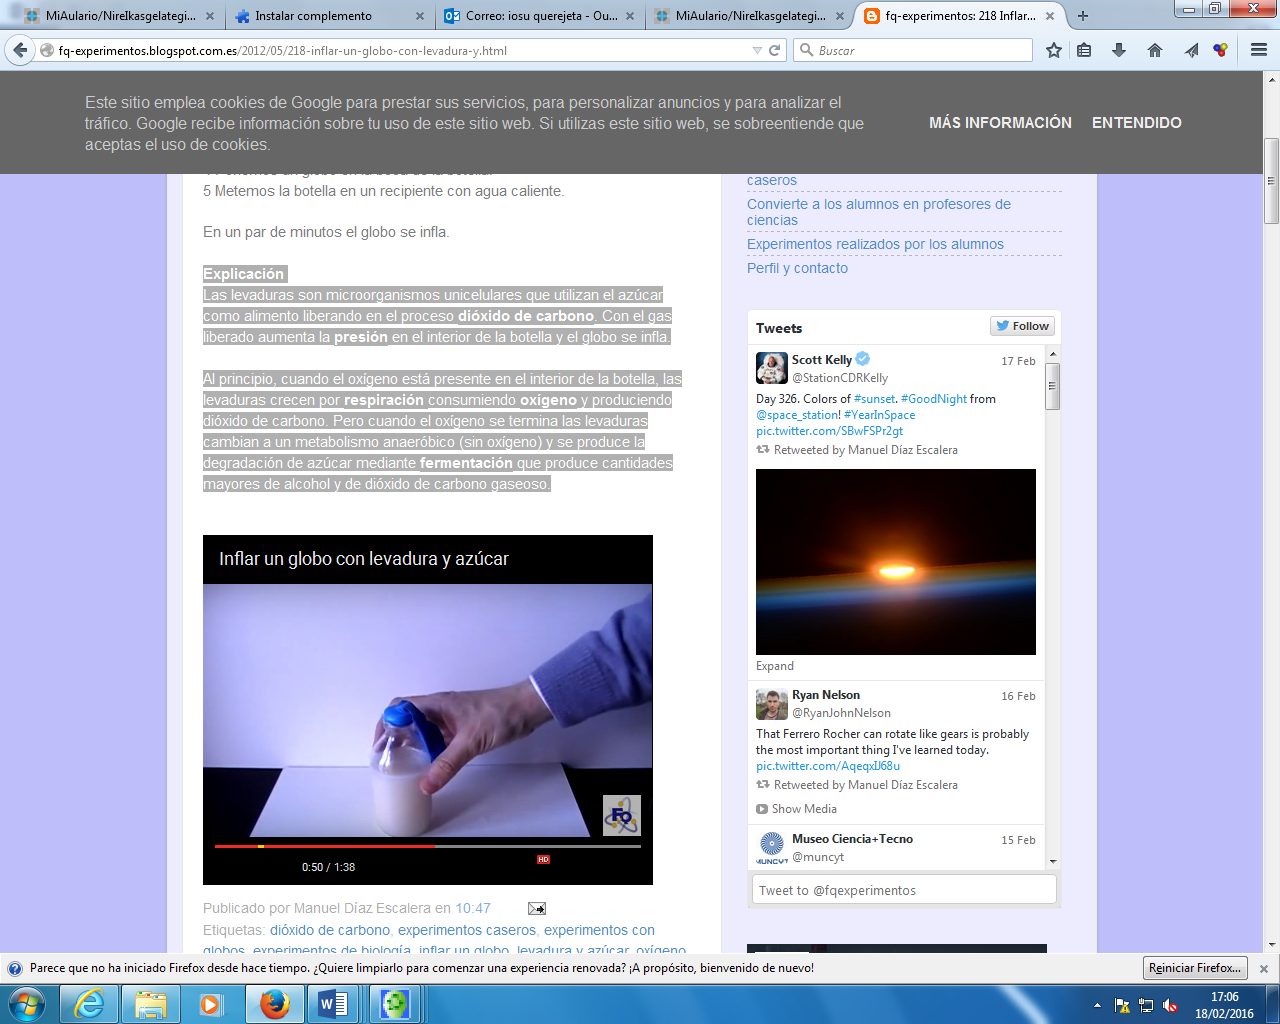 MiAulario/NireIkasgelategi...
Instalar complemento
Correo: iosu querejeta - Ou...
MiAulario/NireIkasgelategi...
fq-experimentos: 218 Inflar...
fq-experimentos.blogspot.com.es/2012/05/218-inflar-un-globo-con-levadura-y.html
Buscar
Este sitio emplea cookies de Google para prestar sus servicios, para personalizar anuncios y para analizar el
tráfico. Google recibe información sobre tu uso de este sitio web. Si utilizas este sitio web, se sobreentiende que
aceptas el uso de cookies.
MÁS INFORMACIÓN
ENTENDIDO
5 Metemos la botella en un recipiente con agua caliente.
En un par de minutos el globo se infla.
Explicación
Las levaduras son microorganismos unicelulares que utilizan el azúcar
como alimento liberando en el proceso dióxido de carbono. Con el gas
liberado aumenta la presión en el interior de la botella y el globo se infla.
Al principio, cuando el oxígeno está presente en el interior de la botella, las
levaduras crecen por respiración consumiendo oxígeno y produciendo
dióxido de carbono. Pero cuando el oxígeno se termina las levaduras
cambian a un metabolismo anaeróbico (sin oxígeno) y se produce la
degradación de azúcar mediante fermentación que produce cantidades
mayores de alcohol y de dióxido de carbono gaseoso.
Inflar un globo con levadura y azúcar
FQ
HD
0:50 / 1:38
Publicado por Manuel Díaz Escalera en 10:47
Etiquetas: dióxido de carbono, experimentos caseros, experimentos con
globos, experimentos de biología, inflar un globo, levadura y azúcar, oxígeno
caseros
Convierte a los alumnos en profesores de
ciencias
Experimentos realizados por los alumnos
Perfil y contacto
Tweets
Follow
Scott Kelly
17 Feb
@StationCDRKelly
Day 326. Colors of #sunset. #GoodNight from
@space_station! #YearInSpace
pic.twitter.com/SBwFSPr2gt
Retweeted by Manuel Díaz Escalera
Expand
Ryan Nelson
16 Feb
@RyanJohnNelson
That Ferrero Rocher can rotate like gears is probably
the most important thing I've learned today.
pic.twitter.com/AqeqxIJ68u
Retweeted by Manuel Díaz Escalera
Show Media
Museo Ciencia+Tecno
15 Feb
MUNCYT
@muncyt
Tweet to @fqexperimentos
Parece que no ha iniciado Firefox desde hace tiempo. ¿Quiere limpiarlo para comenzar una experiencia renovada? ¡A propósito, bienvenido de nuevo!
Reiniciar Firefox...
17:06
18/02/2016